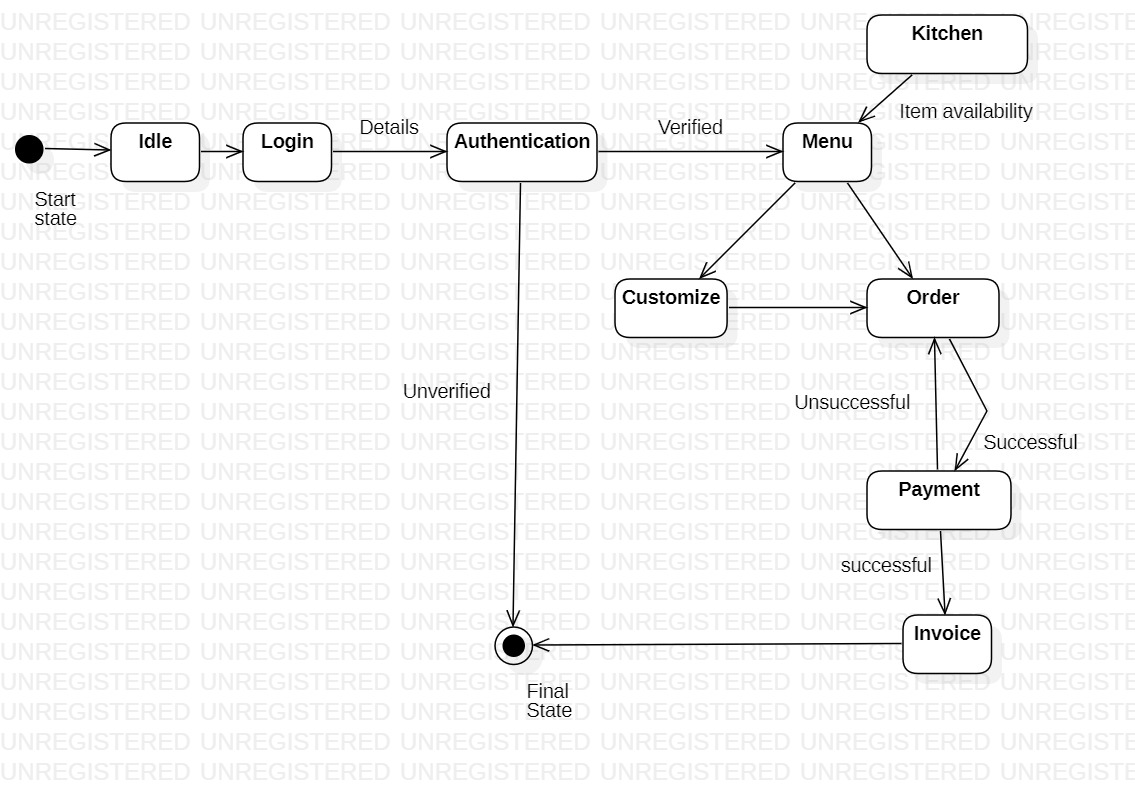 Kitchen
Item availability
Idle
Login
Details
Authentication
Verified
Menu
Start
state
Customize
Order
Unverified
Unsuccessful
Successful
Payment
successful
Invoice
Final
State
UNREGISTERED